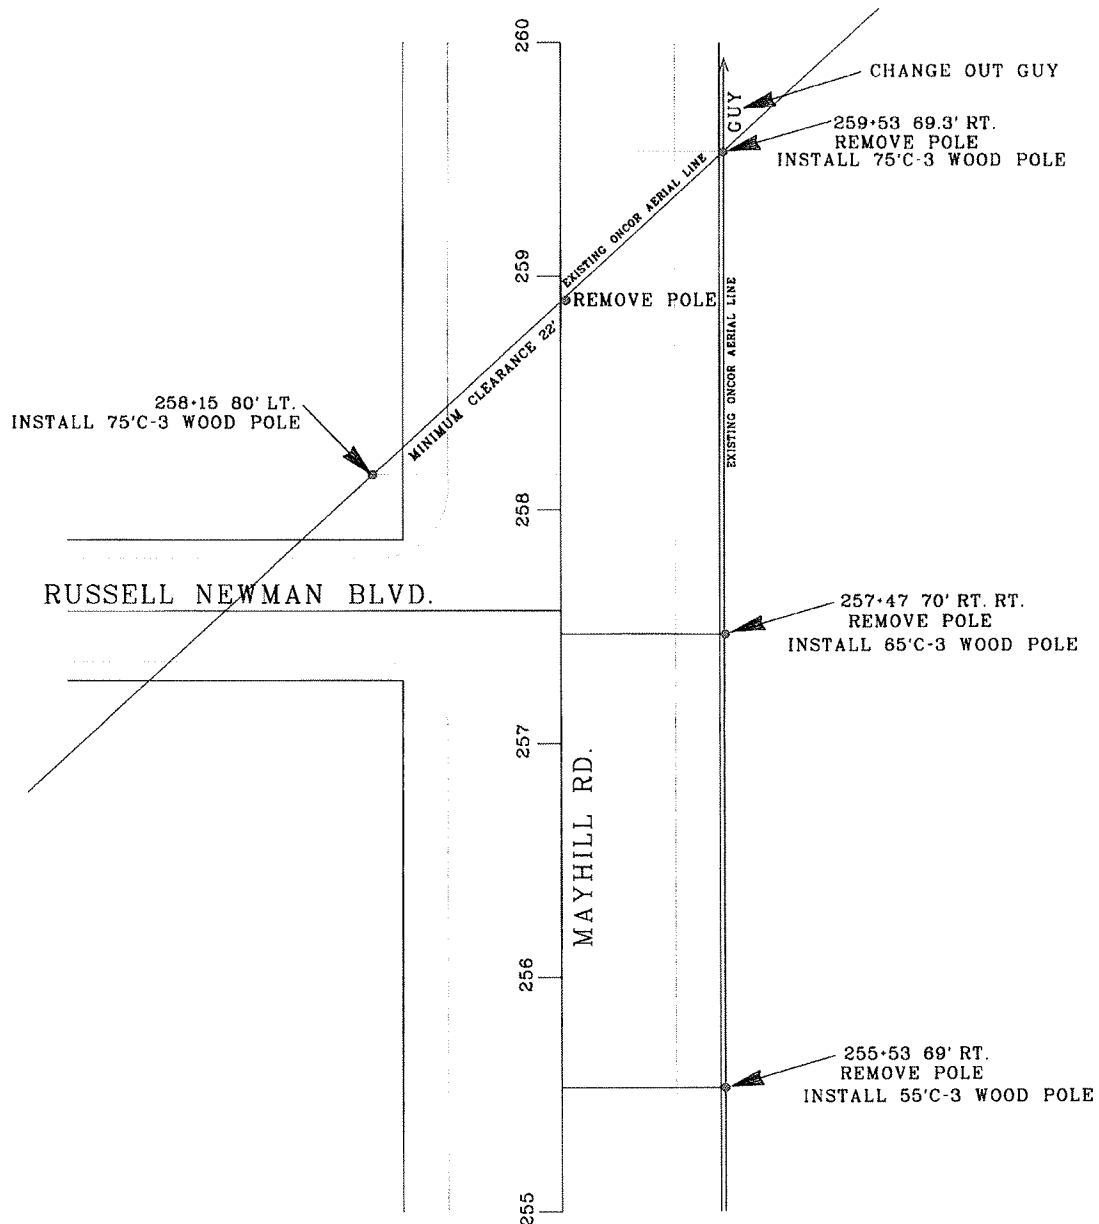 260
CHANGE OUT GUY
GUY
259+53 69.3' RT.
REMOVE POLE
INSTALL 75'C-3 WOOD POLE
EXISTING ONCOR AERIAL LINE
259
REMOVE POLE
EXISTING ONCOR AERIAL LINE
MINIMUM CLEARANCE 22'
258+15 80' LT.
INSTALL 75'C-3 WOOD POLE
258
RUSSELL NEWMAN BLVD.
257+47 70' RT. RT.
REMOVE POLE
INSTALL 65'C-3 WOOD POLE
257
MAYHILL RD.
256
255+53 69' RT.
REMOVE POLE
INSTALL 55'C-3 WOOD POLE
255